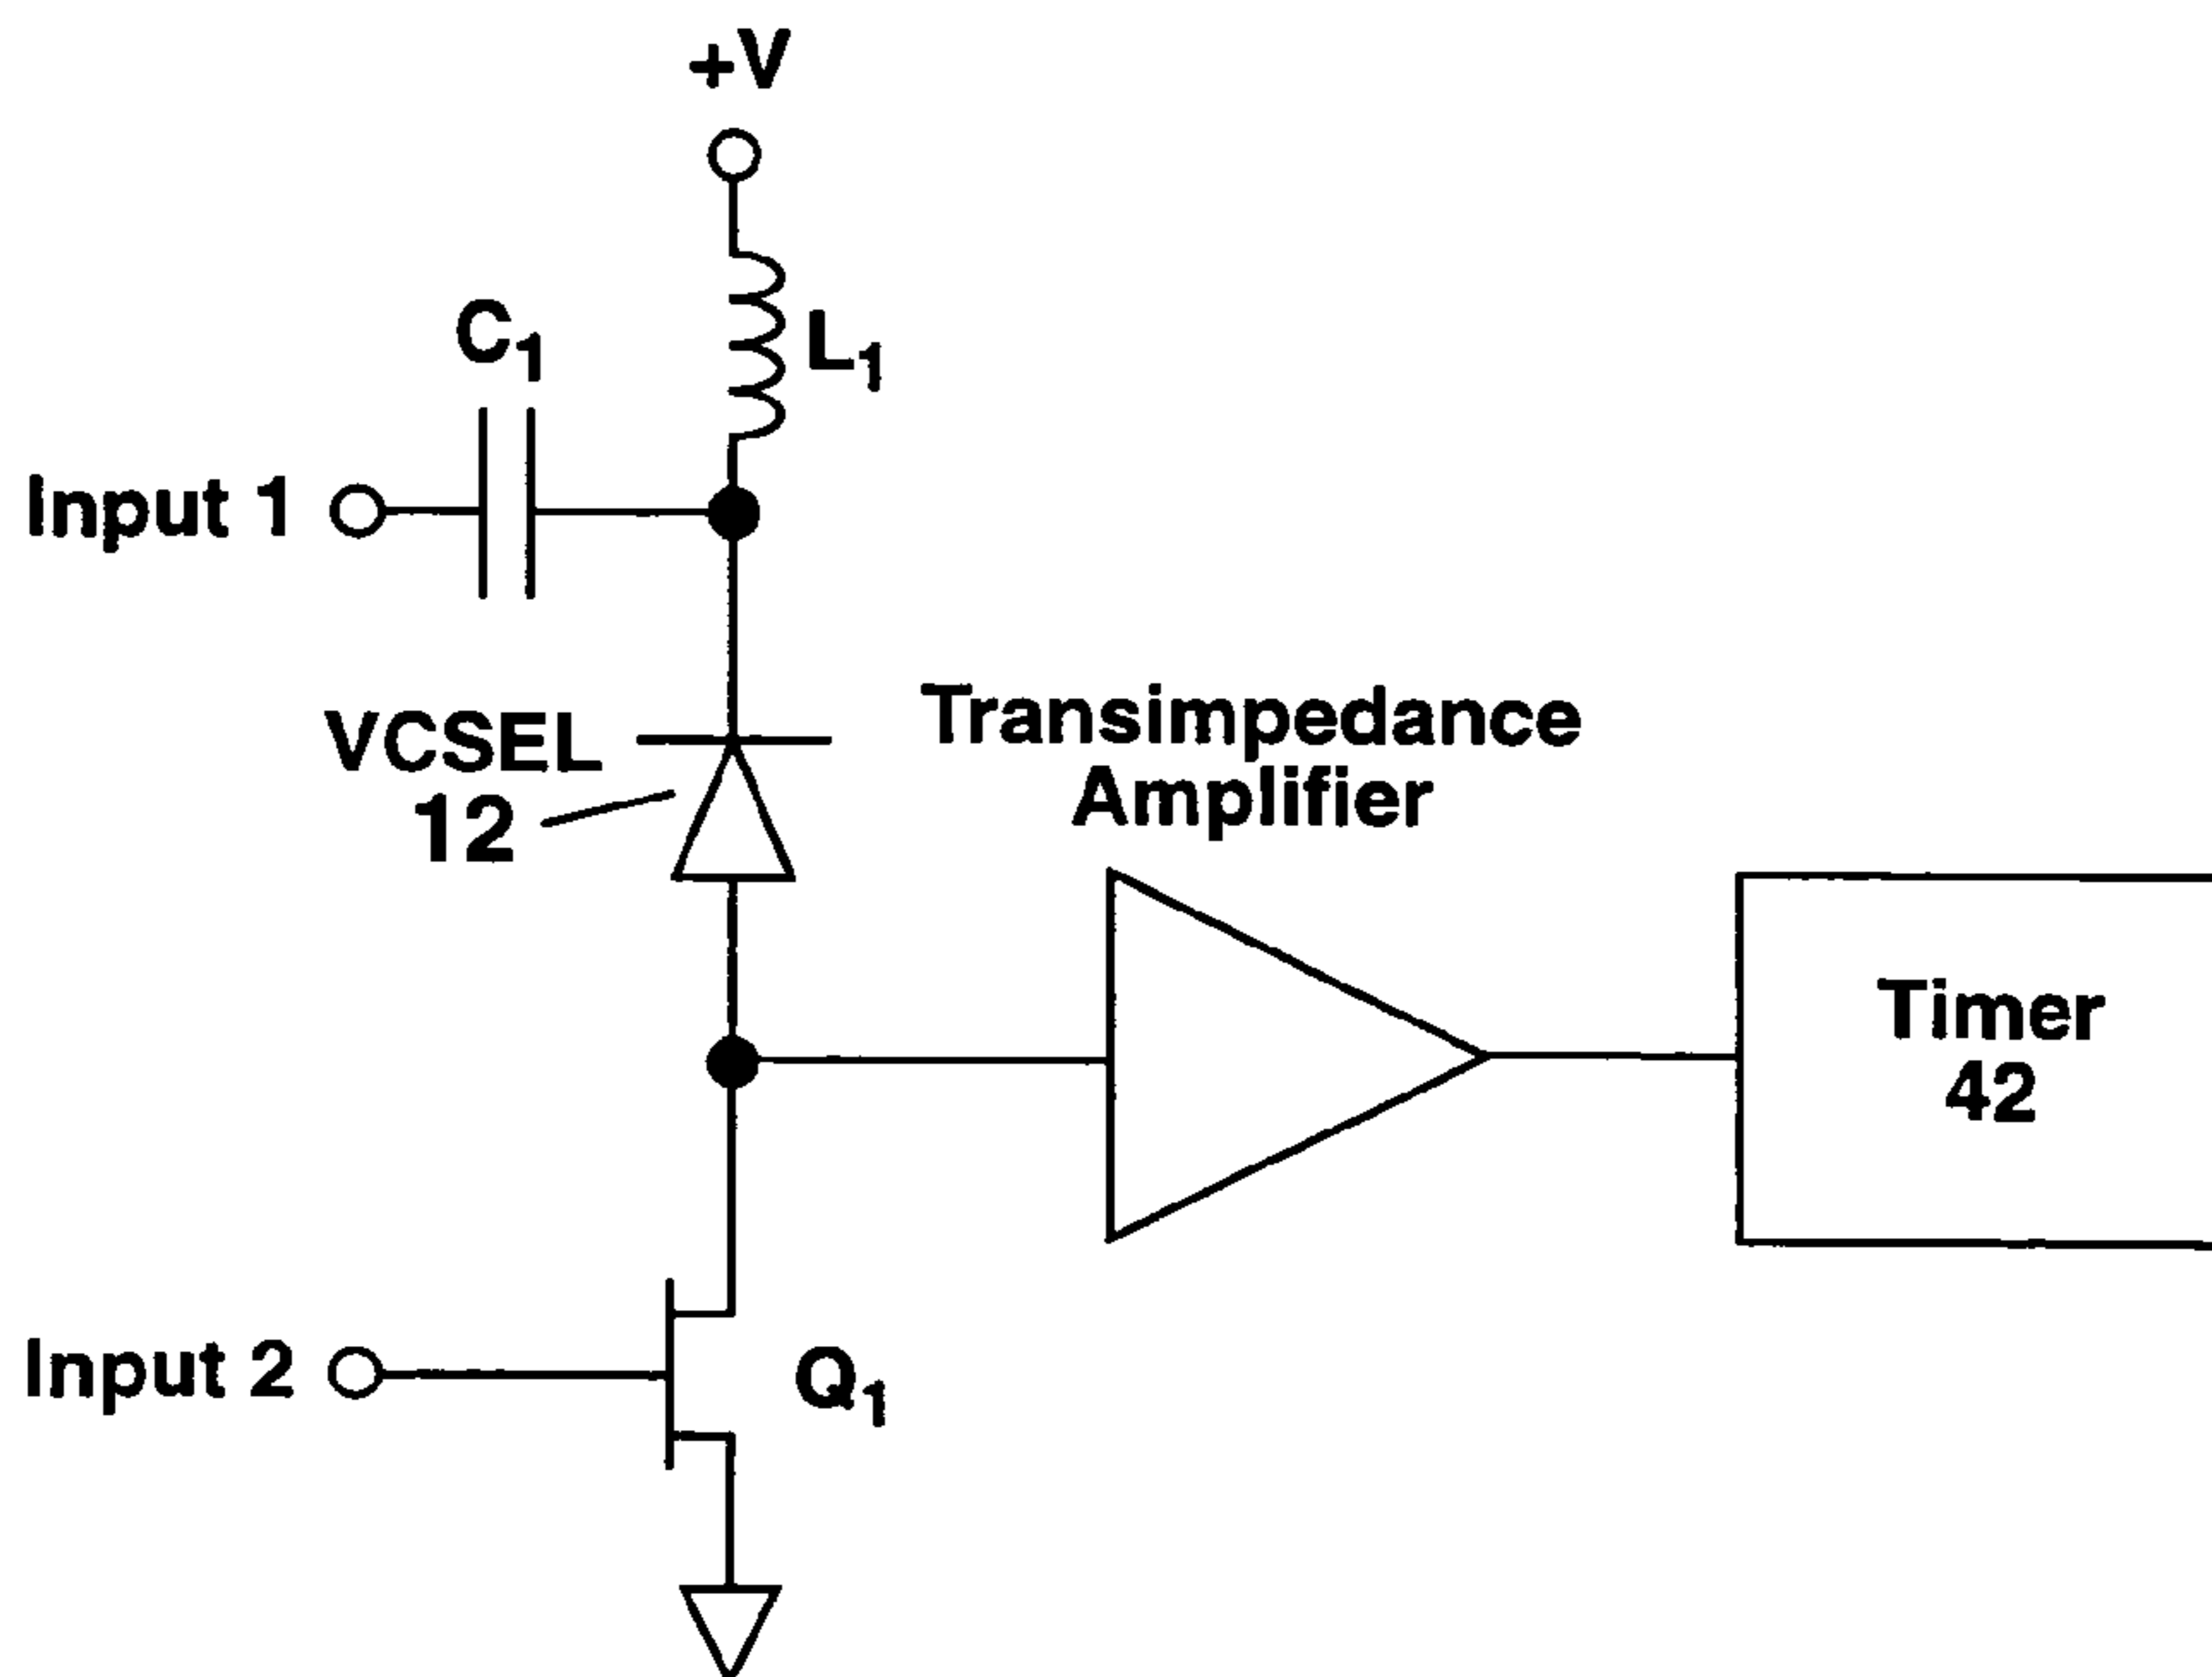 +V
C1
L1
Input 1
VCSEL
12
Transimpedance
Amplifier
Timer
42
Input 2
Q1